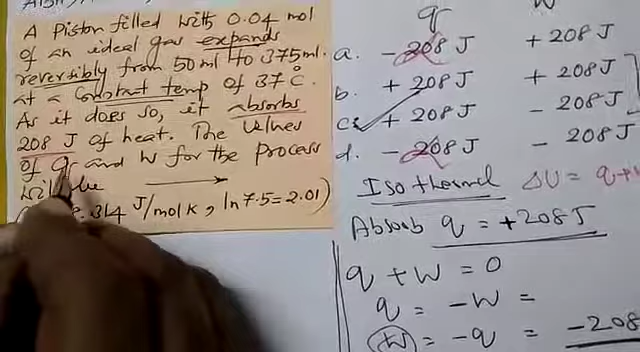 A Piston filled with 0.04 mol
of an ideal gas expands
reversibly from 50 ml to 375 ml.
at a constant temp of 37°C.
As it does so, it absorbs
208 J of heat. The values
of q and w for the process
will be
8.314 J/mol K, ln 7.5 = 2.01)
q w
a. - 208 J + 208 J
b. + 208 J + 208 J
c. + 208 J - 208 J
d. - 208 J - 208 J
Isothermal ΔU = q+
Absorb q = +208 J
q + w = 0
q = -w =
w = -q = -208